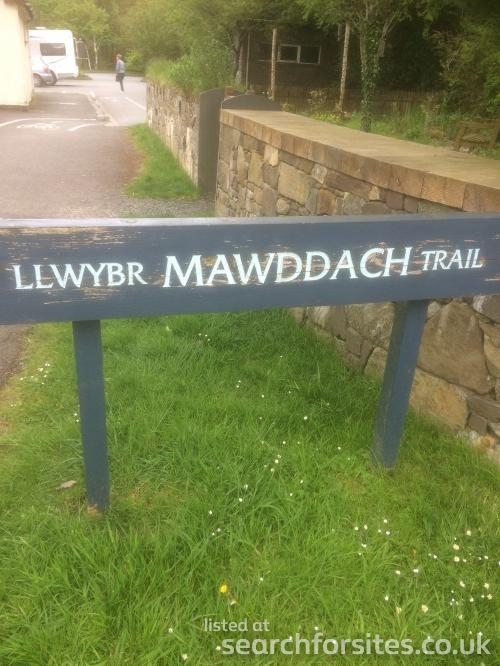 LLWYBR MAWDDACH TRAIL
listed at
searchforsites.co.uk